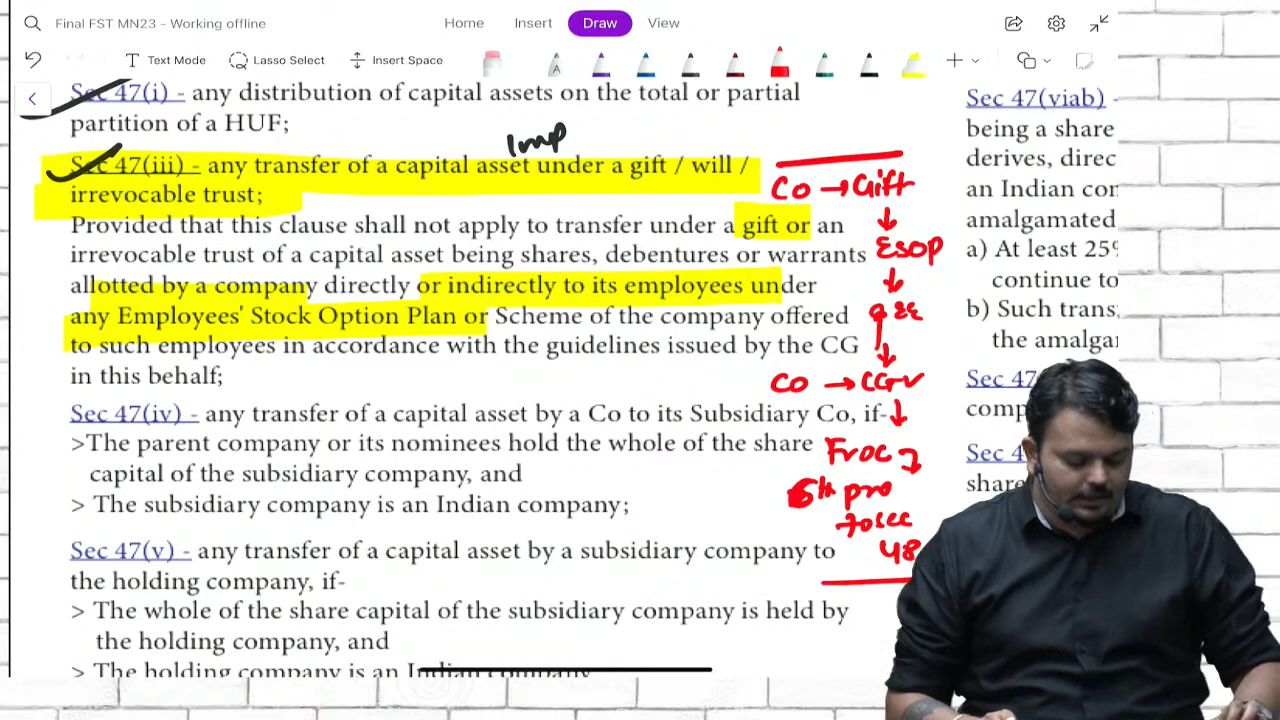 Final FST MN23 - Working offline
Home Insert Draw View
Text Mode Lasso Select Insert Space
Sec 47(i) - any distribution of capital assets on the total or partial
partition of a HUF;
Imp
Sec 47(iii) - any transfer of a capital asset under a gift / will /
irrevocable trust;
Provided that this clause shall not apply to transfer under a gift or an
irrevocable trust of a capital asset being shares, debentures or warrants
allotted by a company directly or indirectly to its employees under
any Employees' Stock Option Plan or Scheme of the company offered
to such employees in accordance with the guidelines issued by the CG
in this behalf;
Sec 47(iv) - any transfer of a capital asset by a Co to its Subsidiary Co, if-
>The parent company or its nominees hold the whole of the share
capital of the subsidiary company, and
> The subsidiary company is an Indian company;
Sec 47(v) - any transfer of a capital asset by a subsidiary company to
the holding company, if-
> The whole of the share capital of the subsidiary company is held by
the holding company, and
> The holding company is an Indian company
Co → Gift
↓
ESOP
↓
↓
Co →
↓
FVOC
6th pro
to sec
48
Sec 47(viab) -
being a share
derives, direc
an Indian con
amalgamated
a) At least 25%
continue to
b) Such trans
the amalga
Sec 47
comp
Sec 4
share